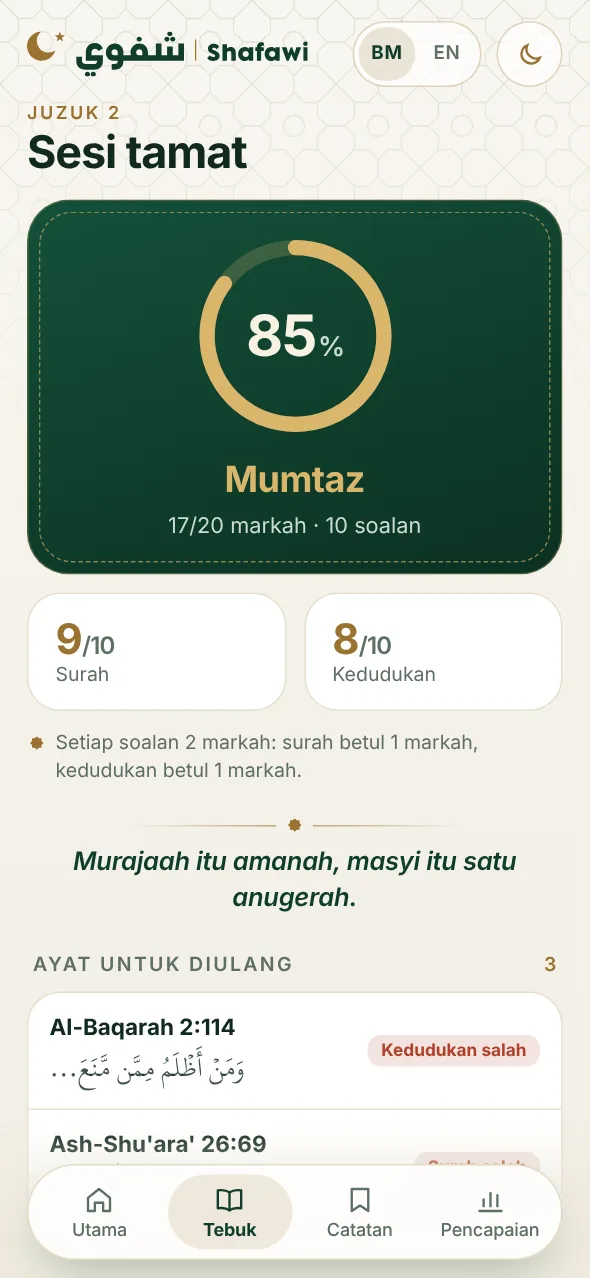 شفوي | Shafawi
BM EN
JUZUK 2
Sesi tamat
85%
Mumtaz
17/20 markah · 10 soalan
9/10
Surah
8/10
Kedudukan
Setiap soalan 2 markah: surah betul 1 markah,
kedudukan betul 1 markah.
Murajaah itu amanah, masyi itu satu
anugerah.
AYAT UNTUK DIULANG 3
Al-Baqarah 2:114
Kedudukan salah
وَمَنۡ أَظۡلَمُ مِمَّن مَّنَعَ...
Ash-Shu'ara' 26:69
Utama
Tebuk
Catatan
Pencapaian